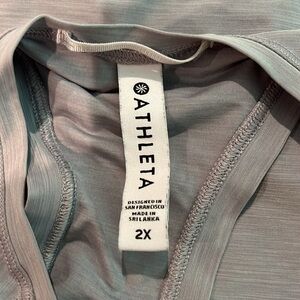 ATHLETA
DESIGNED IN
SAN FRANCISCO
MADE IN
SRI LANKA
2X